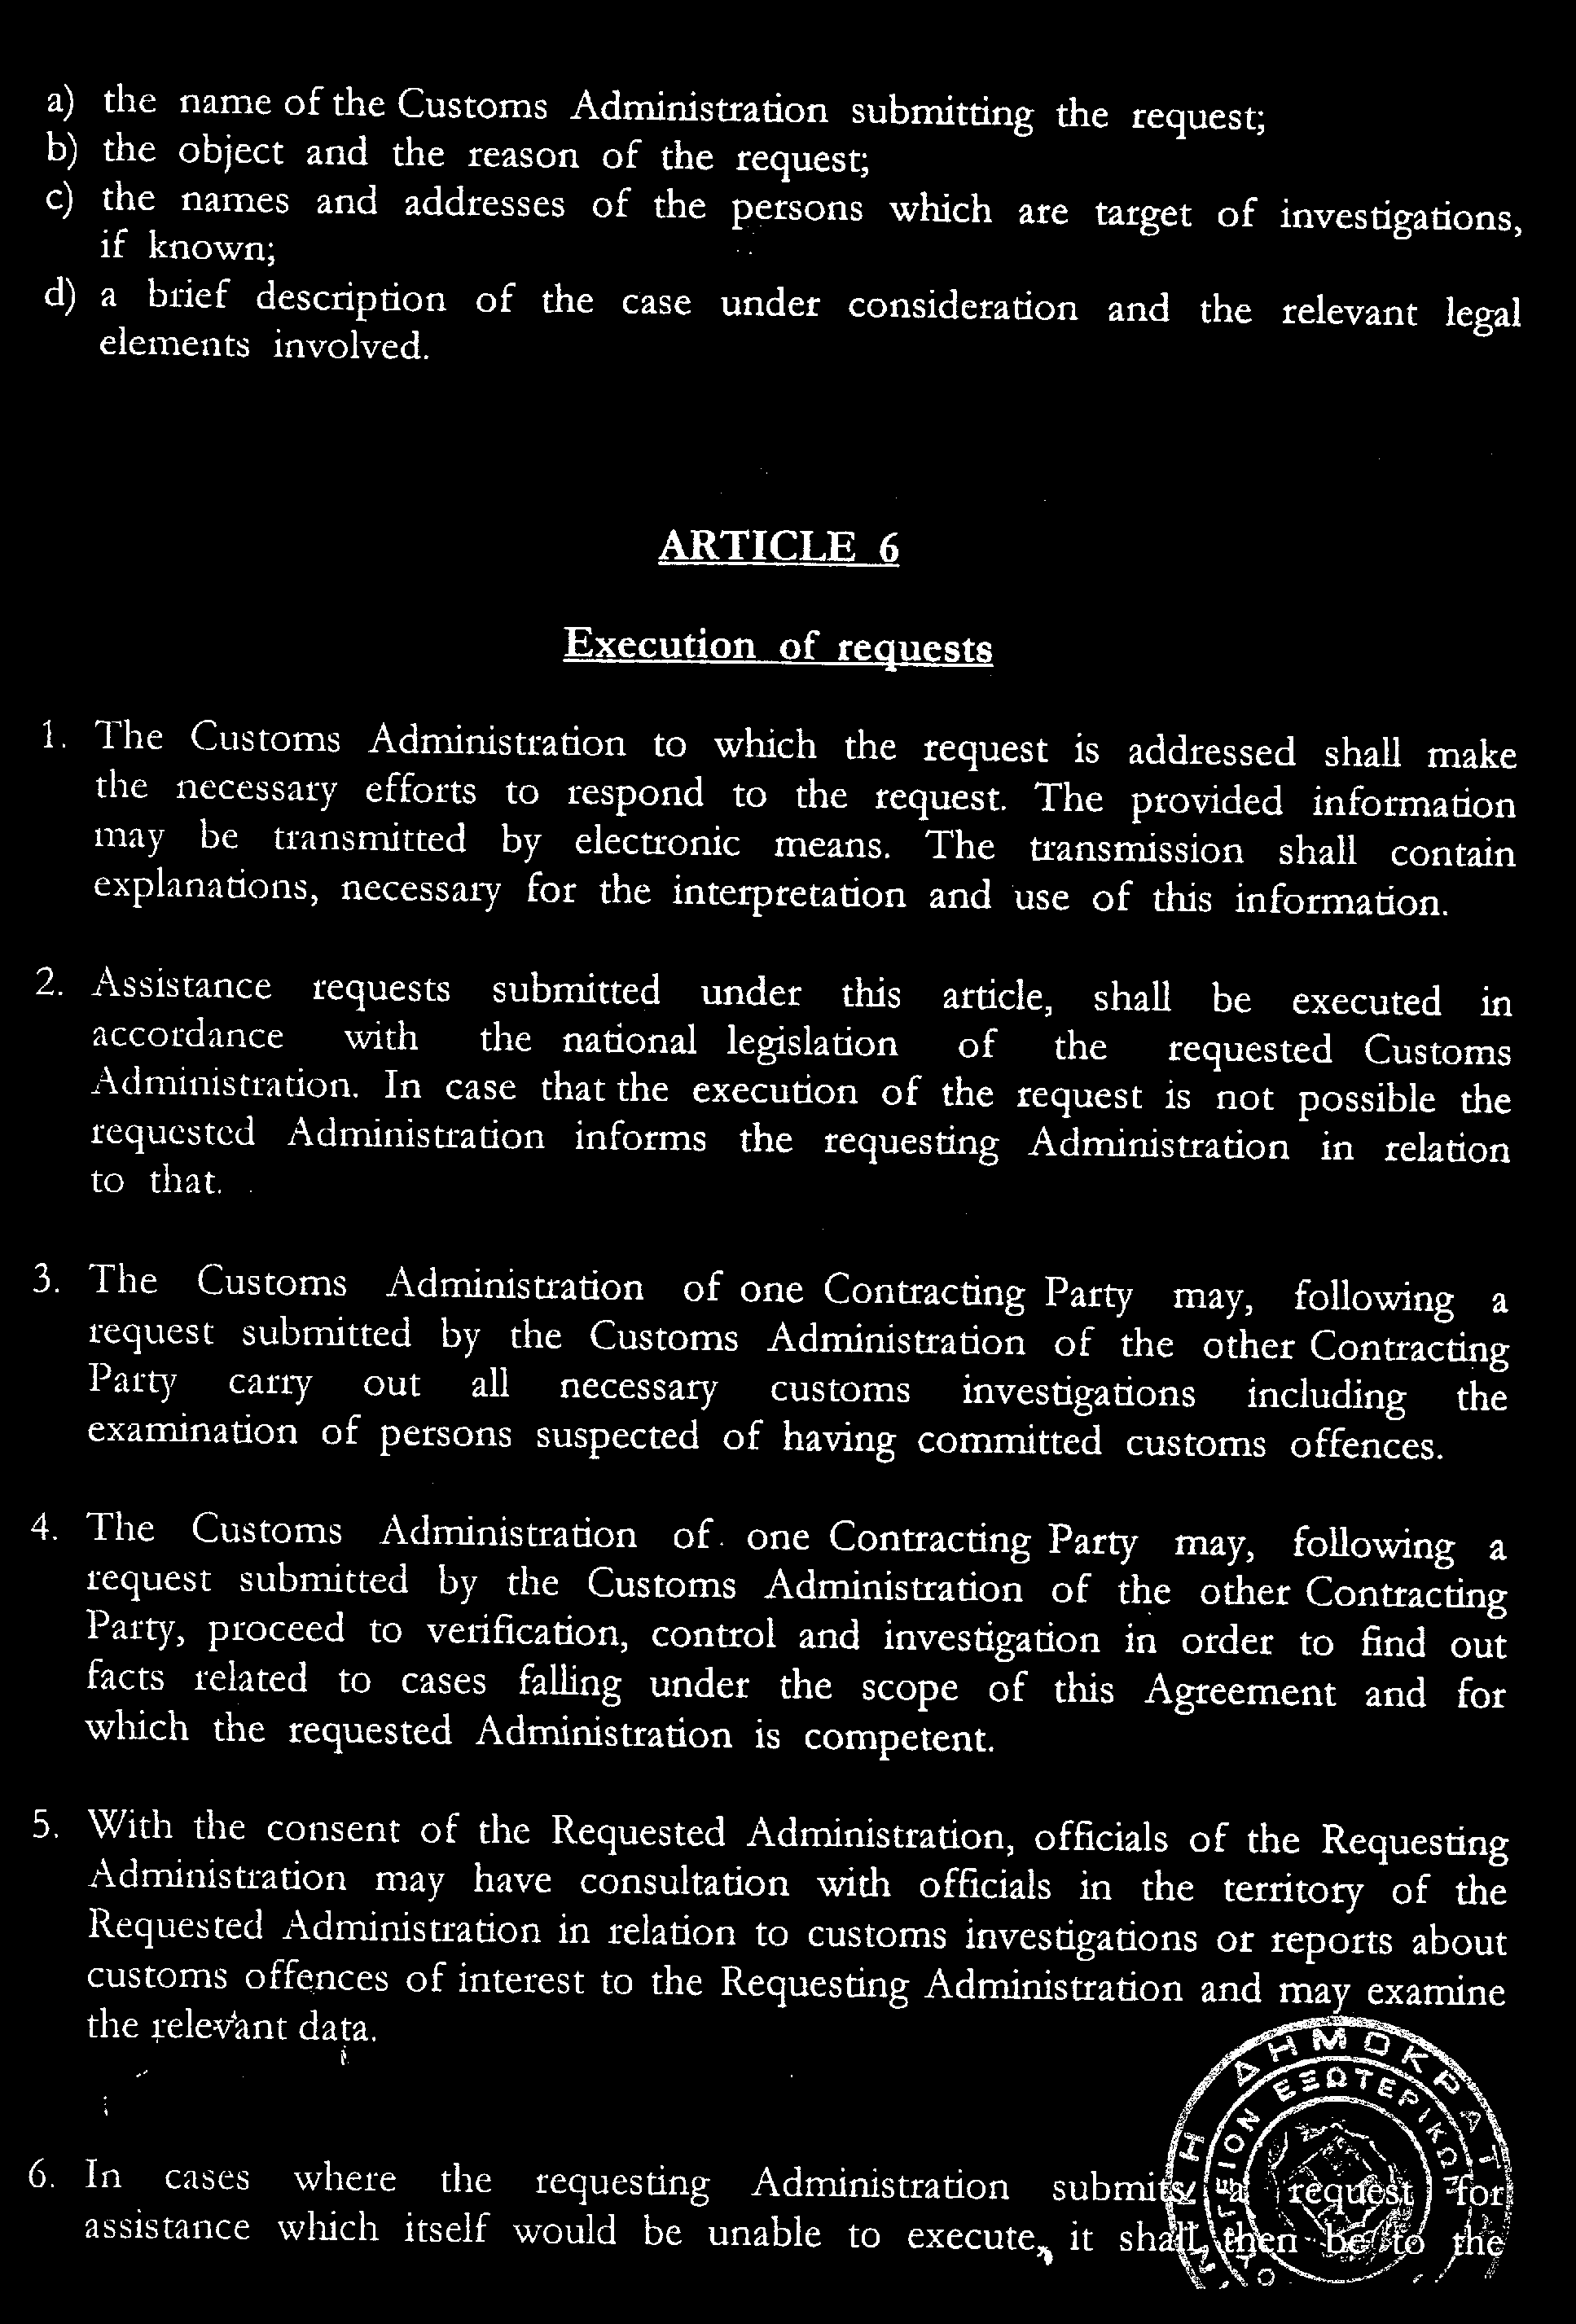 a) the name of the Customs Administration submitting the request;
b) the object and the reason of the request;
c) the names and addresses of the persons which are target of investigations,
if known;
d) a brief description of the case under consideration and the relevant legal
elements involved.
ARTICLE 6
Execution of requests
1. The Customs Administration to which the request is addressed shall make
the necessary efforts to respond to the request. The provided information
may be transmitted by electronic means. The transmission shall contain
explanations, necessary for the interpretation and use of this information.
2. Assistance requests submitted under this article, shall be executed in
accordance with the national legislation of the requested Customs
Administration. In case that the execution of the request is not possible the
requested Administration informs the requesting Administration in relation
to that.
3. The Customs Administration of one Contracting Party may, following a
request submitted by the Customs Administration of the other Contracting
Party carry out all necessary customs investigations including the
examination of persons suspected of having committed customs offences.
4. The Customs Administration of one Contracting Party may, following a
request submitted by the Customs Administration of the other Contracting
Party, proceed to verification, control and investigation in order to find out
facts related to cases falling under the scope of this Agreement and for
which the requested Administration is competent.
5. With the consent of the Requested Administration, officials of the Requesting
Administration may have consultation with officials in the territory of the
Requested Administration in relation to customs investigations or reports about
customs offences of interest to the Requesting Administration and may examine
the relevant data.
6. In cases where the requesting Administration submits a request for
assistance which itself would be unable to execute, it shall then be to the